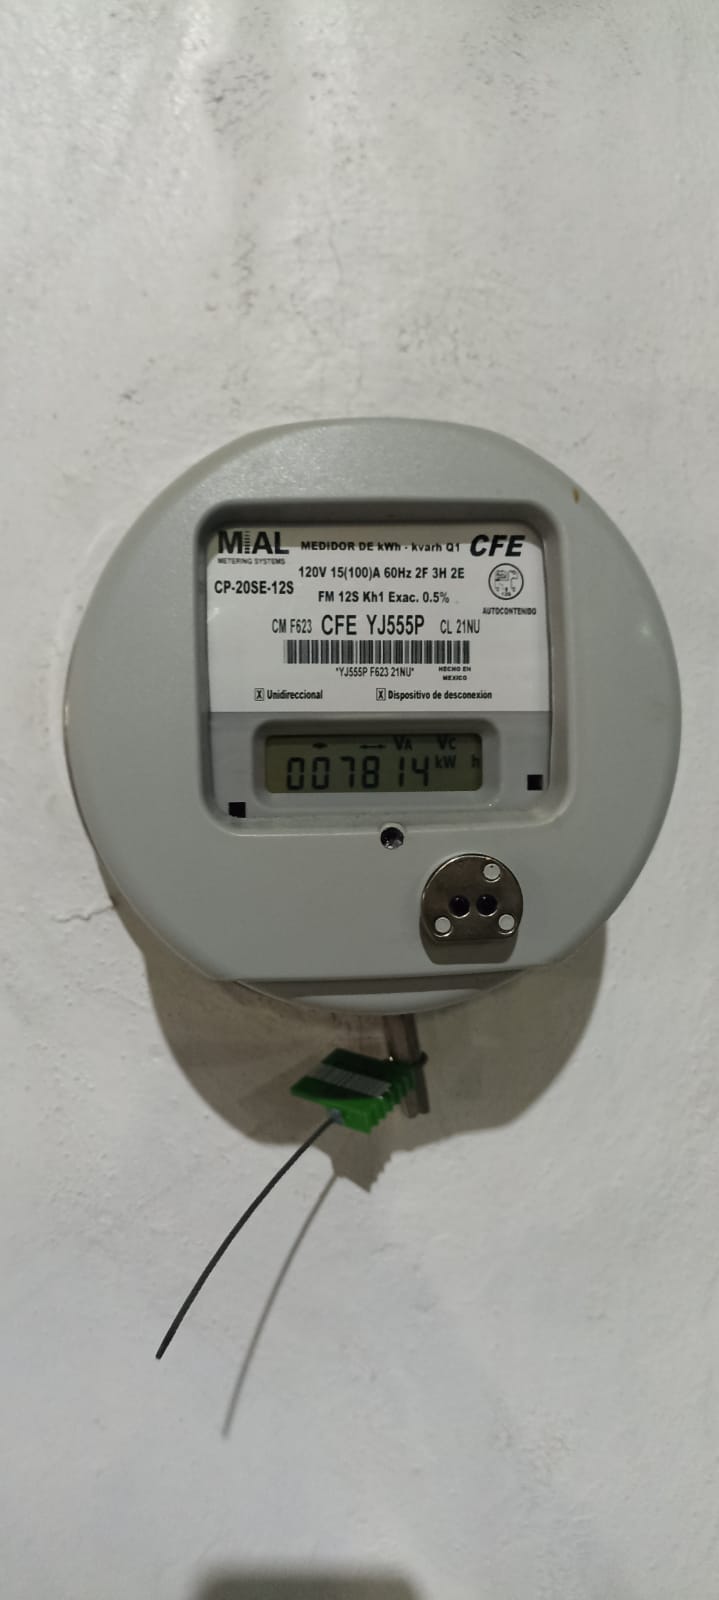 MIAL
METERING SYSTEMS
MEDIDOR DE kWh - kvarh Q1
CFE
120V 15(100)A 60Hz 2F 3H 2E
CP-20SE-12S
FM 12S Kh1 Exac. 0.5%
AUTOCONTENIDO
CM F623 CFE YJ555P CL 21NU
*YJ555P F623 21NU*
HECHO EN
MEXICO
X Unidireccional
X Dispositivo de desconexión
VA VC
007814 kW h